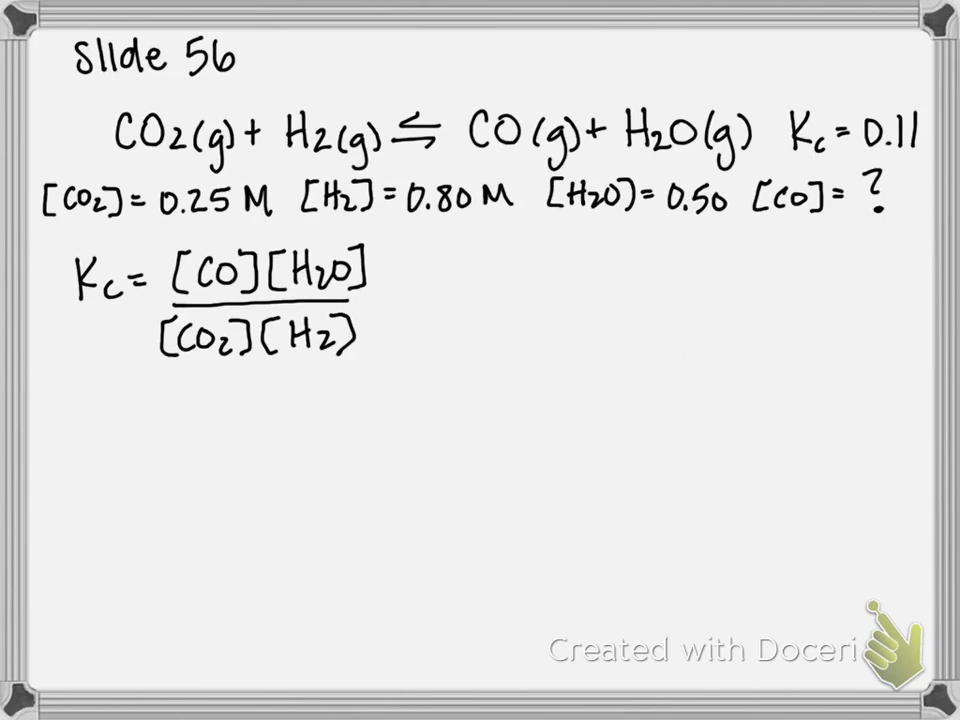 Slide 56
CO2(g) + H2(g) ⇌ CO(g) + H2O(g) Kc = 0.11
[CO2] = 0.25 M [H2] = 0.80 M [H2O] = 0.50 [CO] = ?
Kc = [CO][H2O]
[CO2][H2]
Created with Doceri